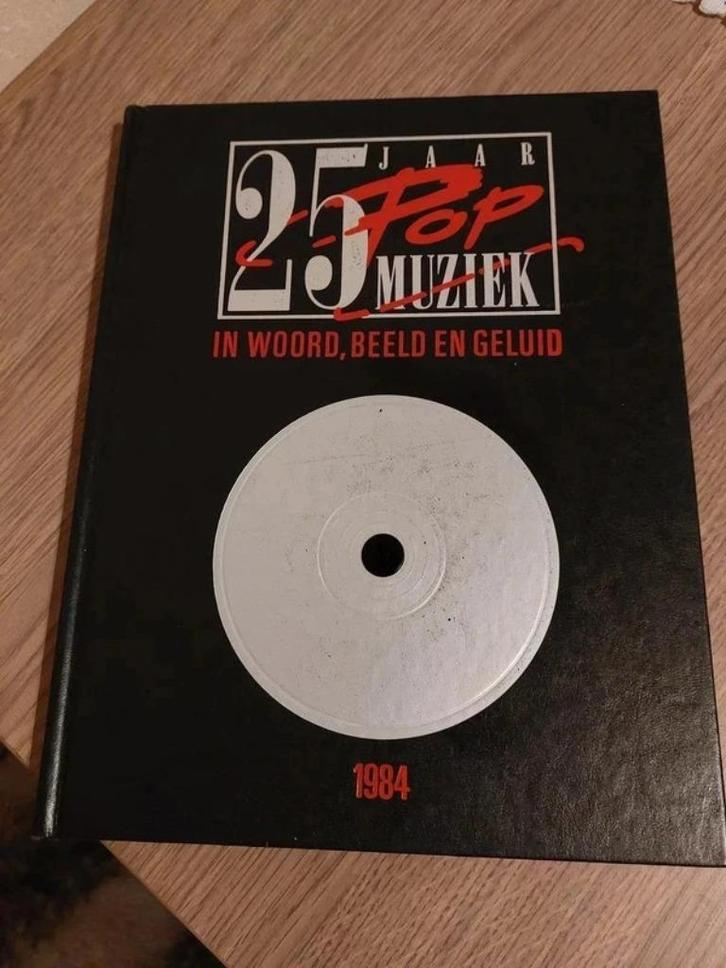 25 JAAR
Pop
MUZIEK
IN WOORD, BEELD EN GELUID
1984